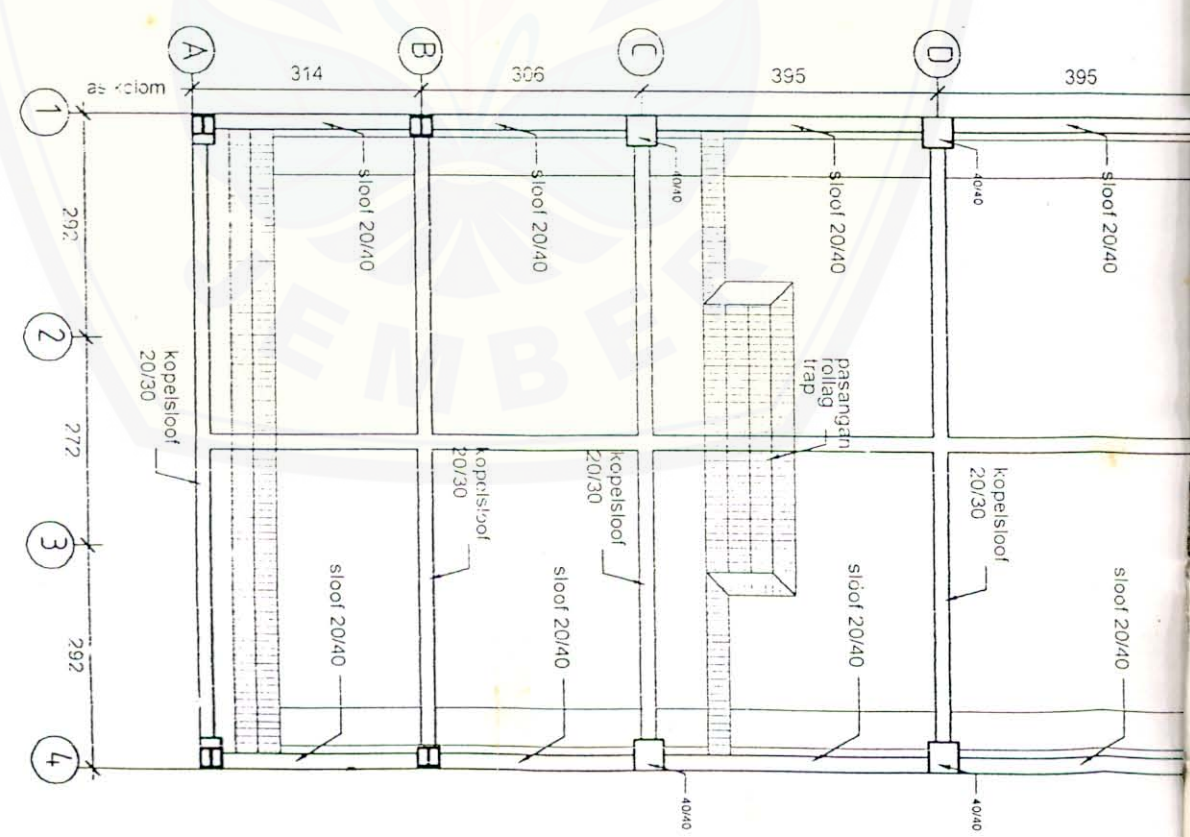 A
B
C
D
as kolom
314
306
395
395
1
2
3
4
292
272
292
sloof 20/40
sloof 20/40
sloof 20/40
sloof 20/40
40/40
40/40
pasangan
rollag
trap
kopelsloof
20/30
kopelsloof
20/30
kopelsloof
20/30
kopelsloof
20/30
sloof 20/40
sloof 20/40
sloof 20/40
sloof 20/40
40/40
40/40
JEMBER